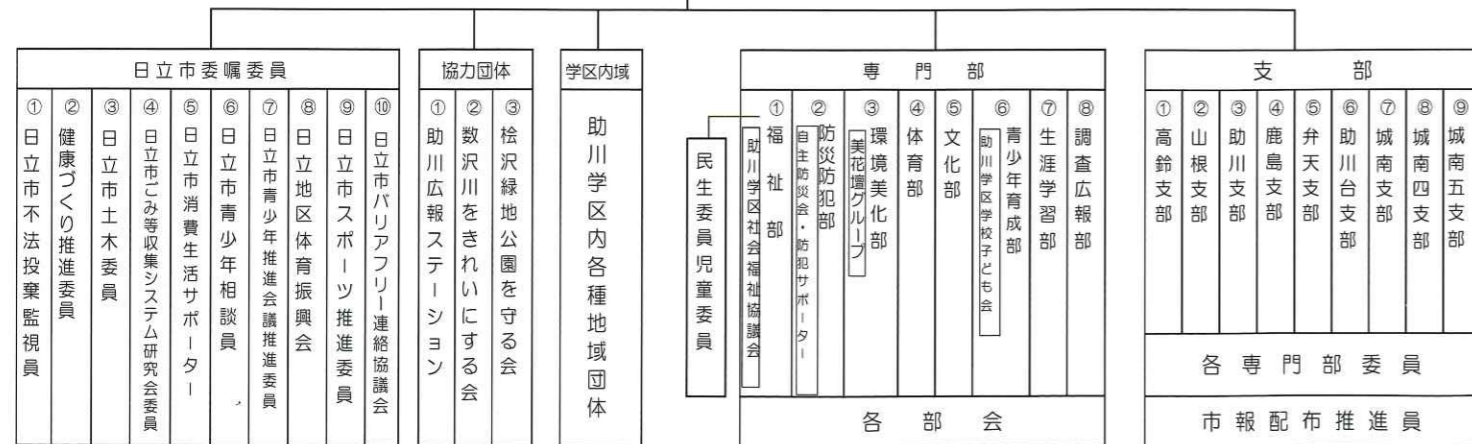 日立市委嘱委員
①日立市不法投棄監視員
②健康づくり推進委員
③日立市土木委員
④日立市ごみ等収集システム研究会委員
⑤日立市消費生活サポーター
⑥日立市青少年相談員
⑦日立市青少年推進会議推進委員
⑧日立地区体育振興会
⑨日立市スポーツ推進委員
⑩日立市バリアフリー連絡協議会
協力団体
①助川広報ステーション
②数沢川をきれいにする会
③桧沢緑地公園を守る会
学区内域
助川学区内各種地域団体
専門部
民生委員児童委員
①福祉部
助川学区社会福祉協議会
②防災防犯部
自主防災会・防犯サポーター
③環境美化部
美花壇グループ
④体育部
⑤文化部
⑥青少年育成部
助川学区学校子ども会
⑦生涯学習部
⑧調査広報部
各部会
支部
①高鈴支部
②山根支部
③助川支部
④鹿島支部
⑤弁天支部
⑥助川台支部
⑦城南支部
⑧城南四支部
⑨城南五支部
各専門部委員
市報配布推進員